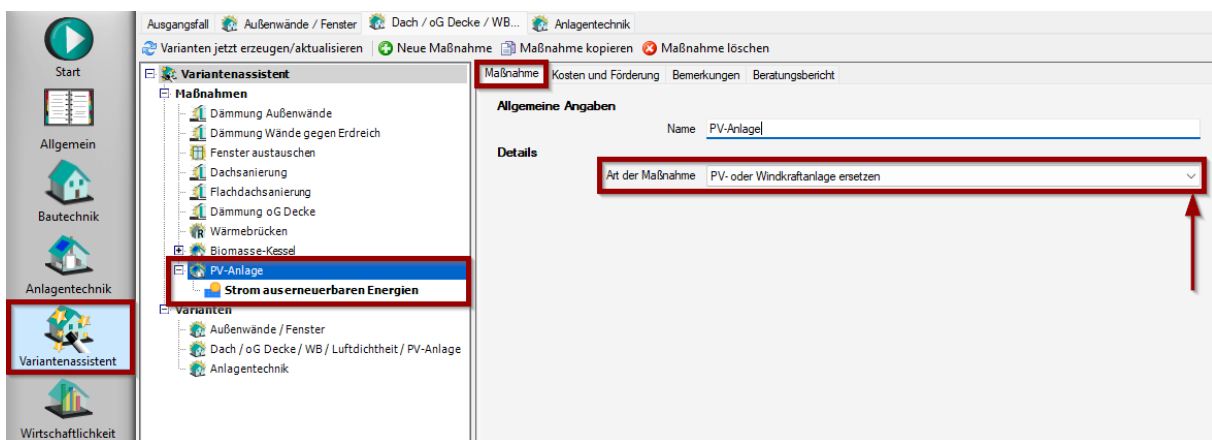 Ausgangsfall Außenwände / Fenster Dach / oG Decke / WB... Anlagentechnik
Varianten jetzt erzeugen/aktualisieren Neue Maßnahme Maßnahme kopieren Maßnahme löschen
Start
Allgemein
Bautechnik
Anlagentechnik
Variantenassistent
Wirtschaftlichkeit
Variantenassistent
Maßnahmen
Dämmung Außenwände
Dämmung Wände gegen Erdreich
Fenster austauschen
Dachsanierung
Flachdachsanierung
Dämmung oG Decke
Wärmebrücken
Biomasse-Kessel
PV-Anlage
Strom aus erneuerbaren Energien
Varianten
Außenwände / Fenster
Dach / oG Decke / WB / Luftdichtheit / PV-Anlage
Anlagentechnik
Maßnahme Kosten und Förderung Bemerkungen Beratungsbericht
Allgemeine Angaben
Name PV-Anlage
Details
Art der Maßnahme PV- oder Windkraftanlage ersetzen